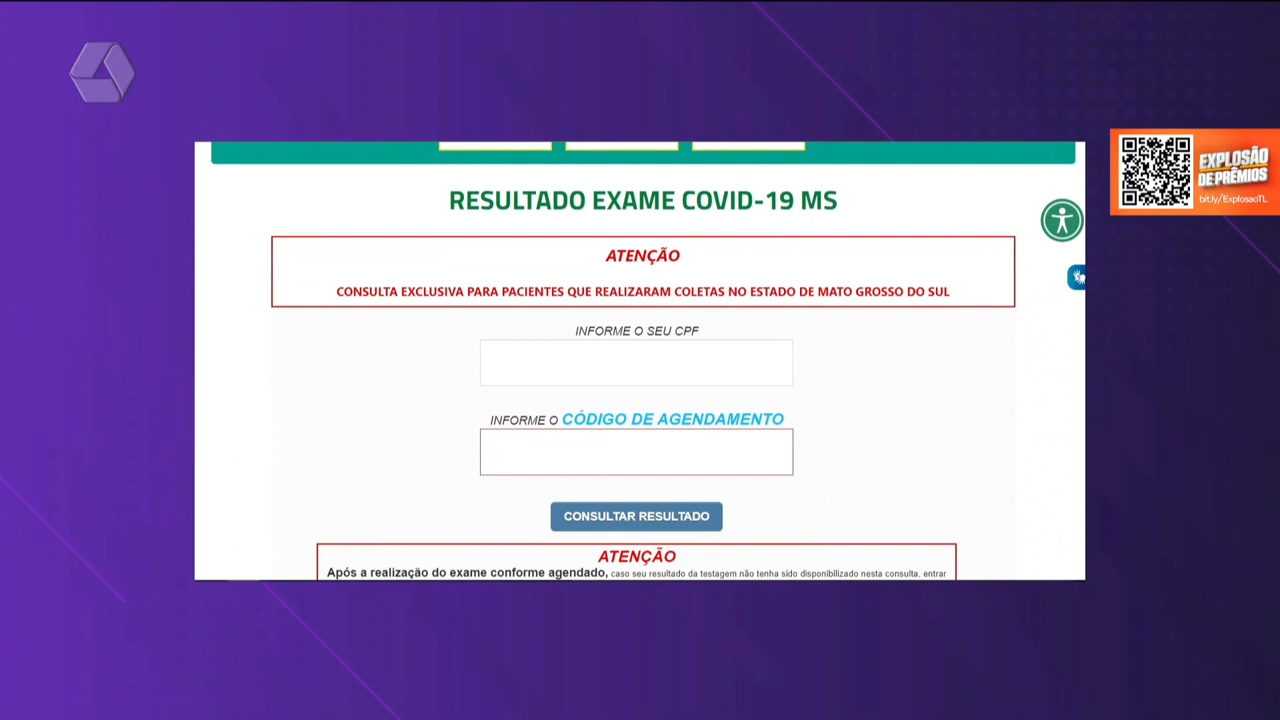 RESULTADO EXAME COVID-19 MS
ATENÇÃO
CONSULTA EXCLUSIVA PARA PACIENTES QUE REALIZARAM COLETAS NO ESTADO DE MATO GROSSO DO SUL
INFORME O SEU CPF
INFORME O CÓDIGO DE AGENDAMENTO
CONSULTAR RESULTADO
ATENÇÃO
Após a realização do exame conforme agendado, caso seu resultado da testagem não tenha sido disponibilizado nesta consulta, entrar
EXPLOSÃO
DE PRÊMIOS
bit.ly/ExplosaoTL